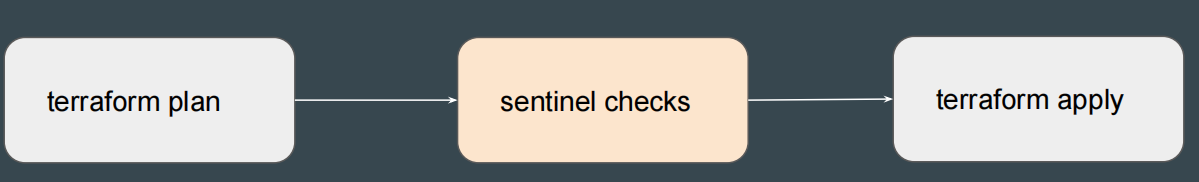 terraform plan
sentinel checks
terraform apply